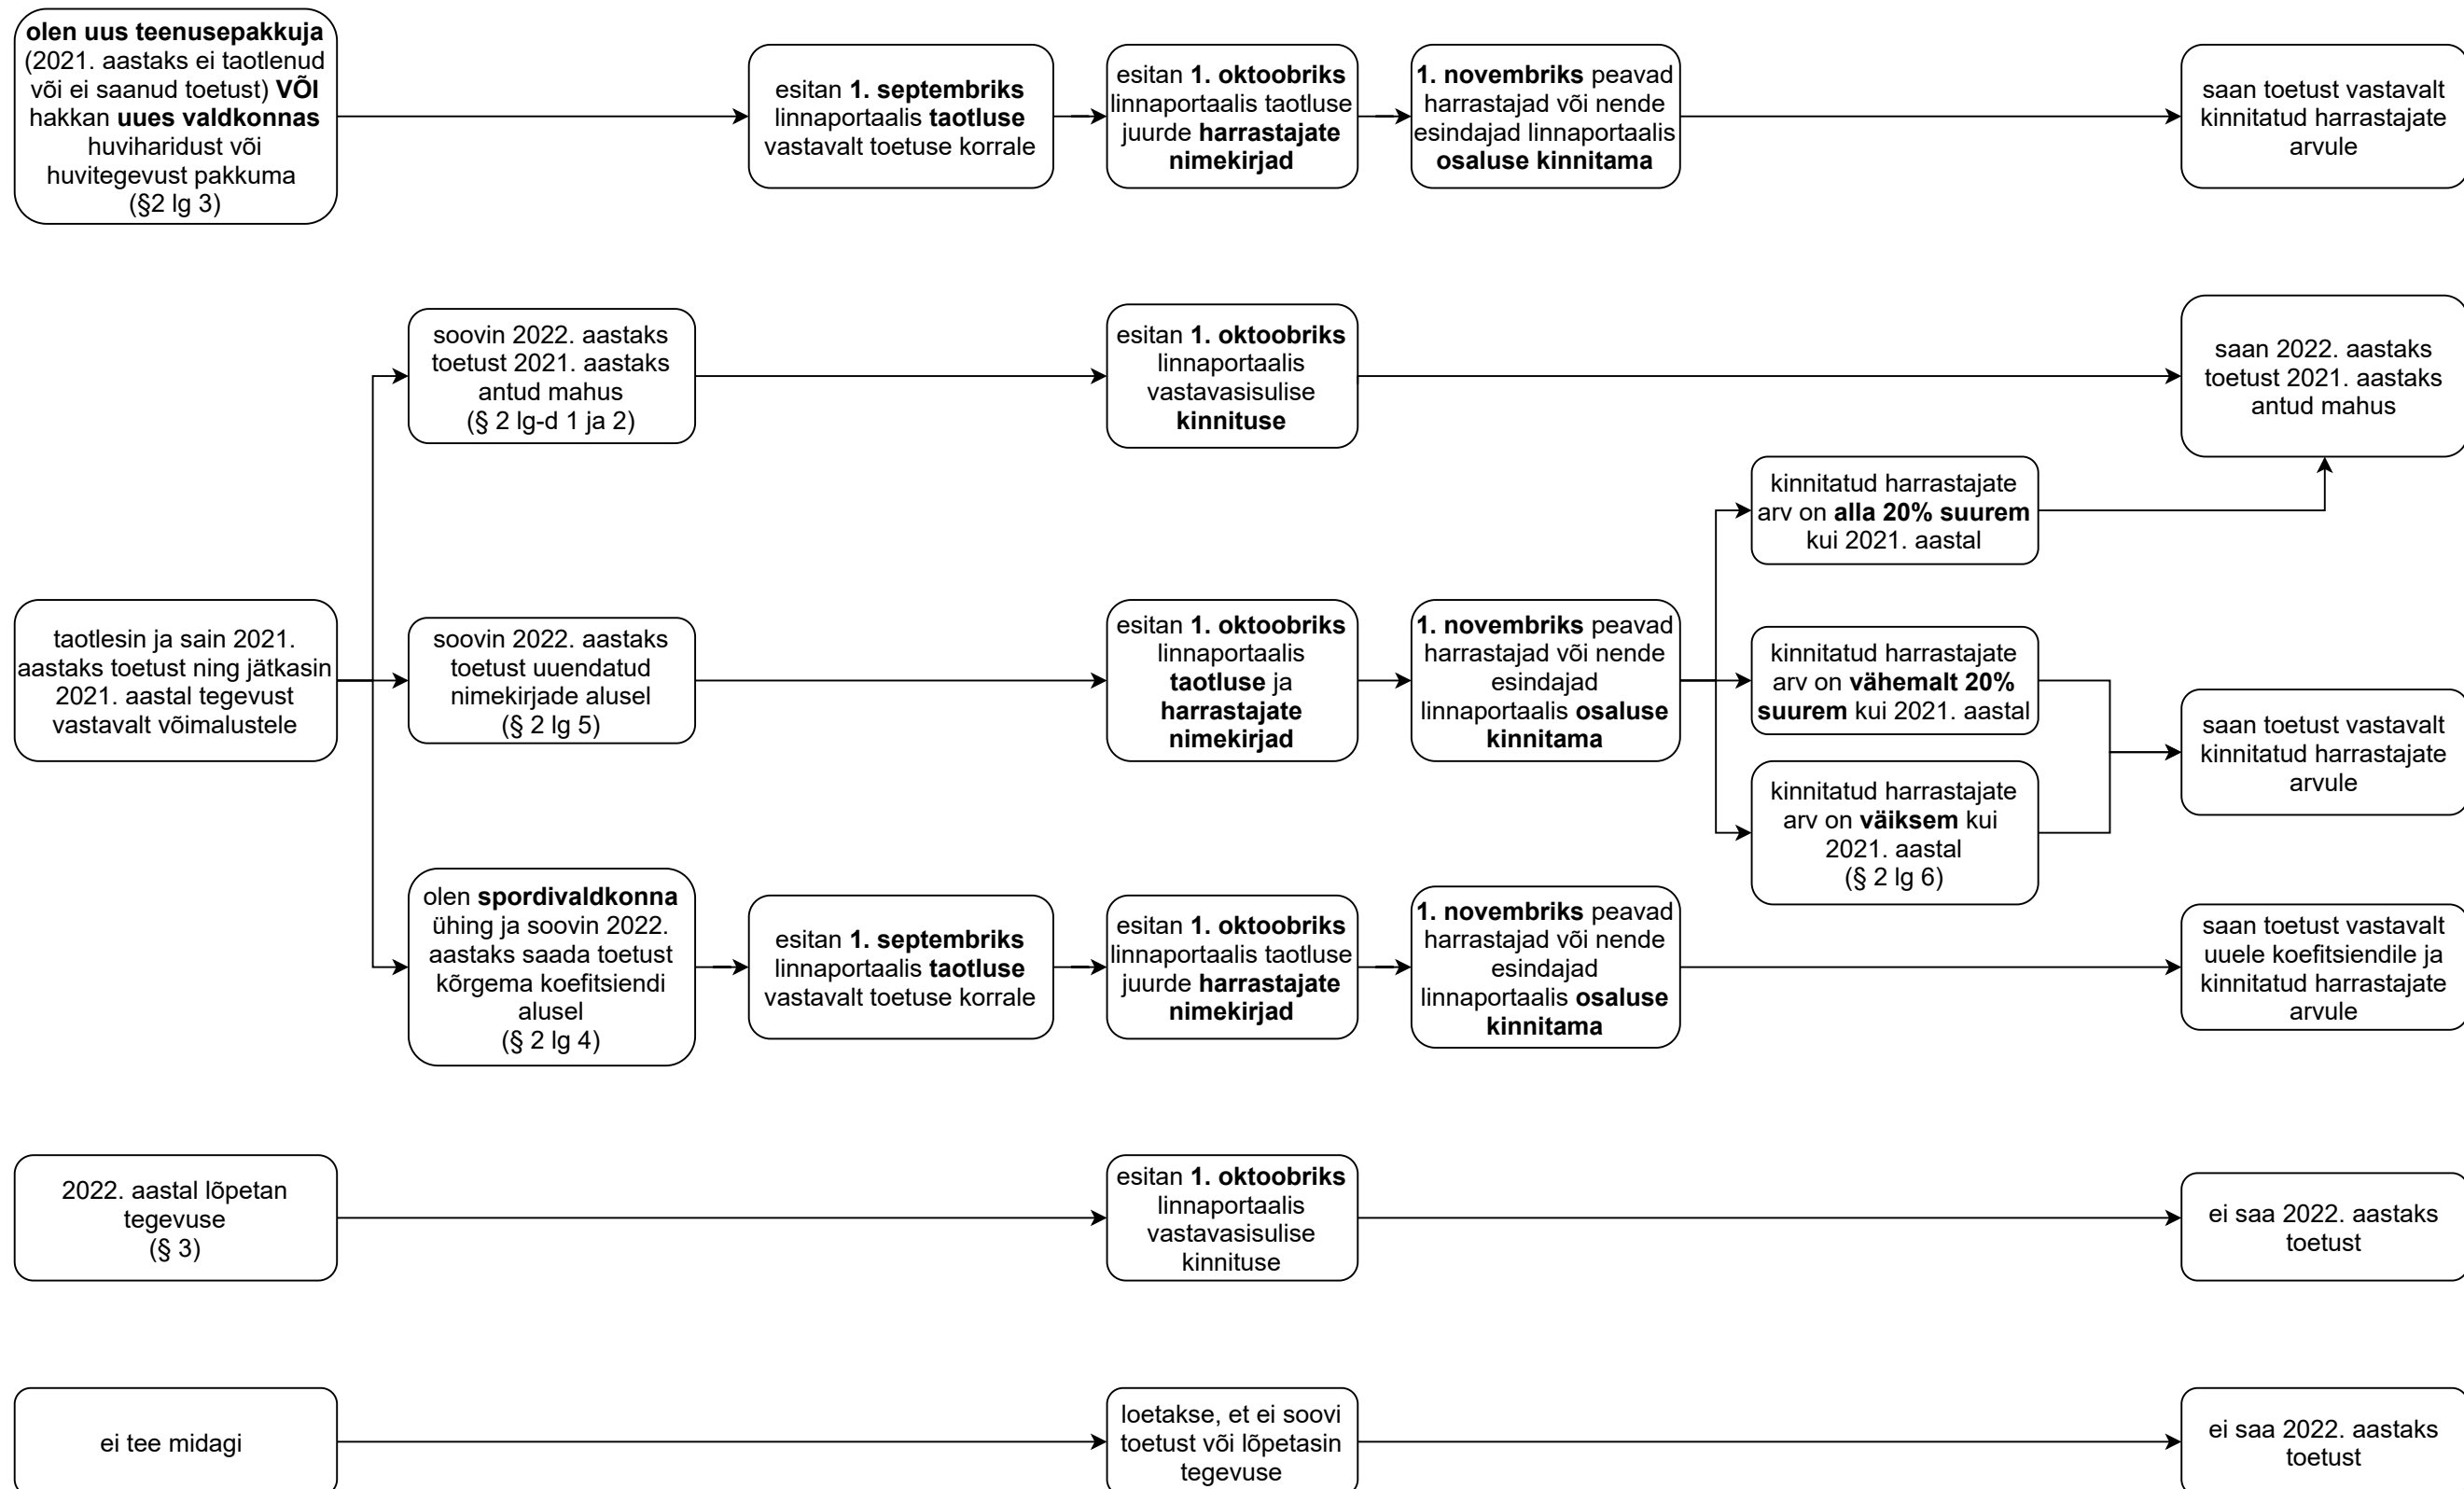 olen uus teenusepakkuja
(2021. aastaks ei taotlenud
või ei saanud toetust) VÕI
hakkan uues valdkonnas
huviharidust või
huvitegevust pakkuma
(§2 lg 3)
esitan 1. septembriks
linnaportaalis taotluse
vastavalt toetuse korrale
esitan 1. oktoobriks
linnaportaalis taotluse
juurde harrastajate
nimekirjad
1. novembriks peavad
harrastajad või nende
esindajad linnaportaalis
osaluse kinnitama
saan toetust vastavalt
kinnitatud harrastajate
arvule
soovin 2022. aastaks
toetust 2021. aastaks
antud mahus
(§ 2 lg-d 1 ja 2)
esitan 1. oktoobriks
linnaportaalis
vastavasisulise
kinnituse
saan 2022. aastaks
toetust 2021. aastaks
antud mahus
taotlesin ja sain 2021.
aastaks toetust ning jätkasin
2021. aastal tegevust
vastavalt võimalustele
soovin 2022. aastaks
toetust uuendatud
nimekirjade alusel
(§ 2 lg 5)
esitan 1. oktoobriks
linnaportaalis
taotluse ja
harrastajate
nimekirjad
1. novembriks peavad
harrastajad või nende
esindajad
linnaportaalis osaluse
kinnitama
kinnitatud harrastajate
arv on alla 20% suurem
kui 2021. aastal
kinnitatud harrastajate
arv on vähemalt 20%
suurem kui 2021. aastal
kinnitatud harrastajate
arv on väiksem kui
2021. aastal
(§ 2 lg 6)
saan toetust vastavalt
kinnitatud harrastajate
arvule
olen spordivaldkonna
ühing ja soovin 2022.
aastaks saada toetust
kõrgema koefitsiendi
alusel
(§ 2 lg 4)
esitan 1. septembriks
linnaportaalis taotluse
vastavalt toetuse korrale
esitan 1. oktoobriks
linnaportaalis taotluse
juurde harrastajate
nimekirjad
1. novembriks peavad
harrastajad või nende
esindajad
linnaportaalis osaluse
kinnitama
saan toetust vastavalt
uuele koefitsiendile ja
kinnitatud harrastajate
arvule
2022. aastal lõpetan
tegevuse
(§ 3)
esitan 1. oktoobriks
linnaportaalis
vastavasisulise
kinnituse
ei saa 2022. aastaks
toetust
ei tee midagi
loetakse, et ei soovi
toetust või lõpetasin
tegevuse
ei saa 2022. aastaks
toetust